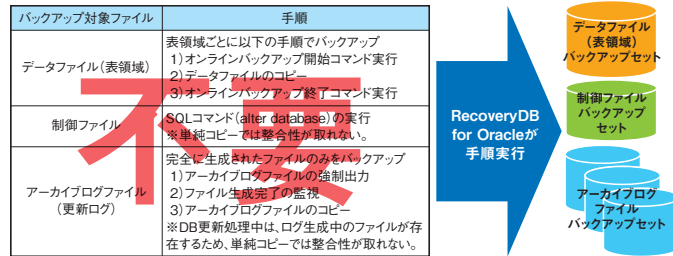 バックアップ対象ファイル
手順
データファイル（表領域）
表領域ごとに以下の手順でバックアップ
1）オンラインバックアップ開始コマンド実行
2）データファイルのコピー
3）オンラインバックアップ終了コマンド実行
制御ファイル
SQLコマンド（alter database）の実行
※単純コピーでは整合性が取れない。
アーカイブログファイル
（更新ログ）
完全に生成されたファイルのみをバックアップ
1）アーカイブログファイルの強制出力
2）ファイル生成完了の監視
3）アーカイブログファイルのコピー
※DB更新処理中は、ログ生成中のファイルが存
在するため、単純コピーでは整合性が取れない。
不要
RecoveryDB
for Oracleが
手順実行
データファイル
（表領域）
バックアップセット
制御ファイル
バックアップ
セット
アーカイブログ
ファイル
バックアップセット